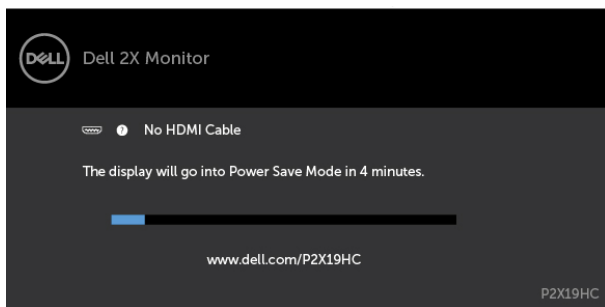 DELL Dell 2X Monitor
? No HDMI Cable
The display will go into Power Save Mode in 4 minutes.
www.dell.com/P2X19HC
P2X19HC